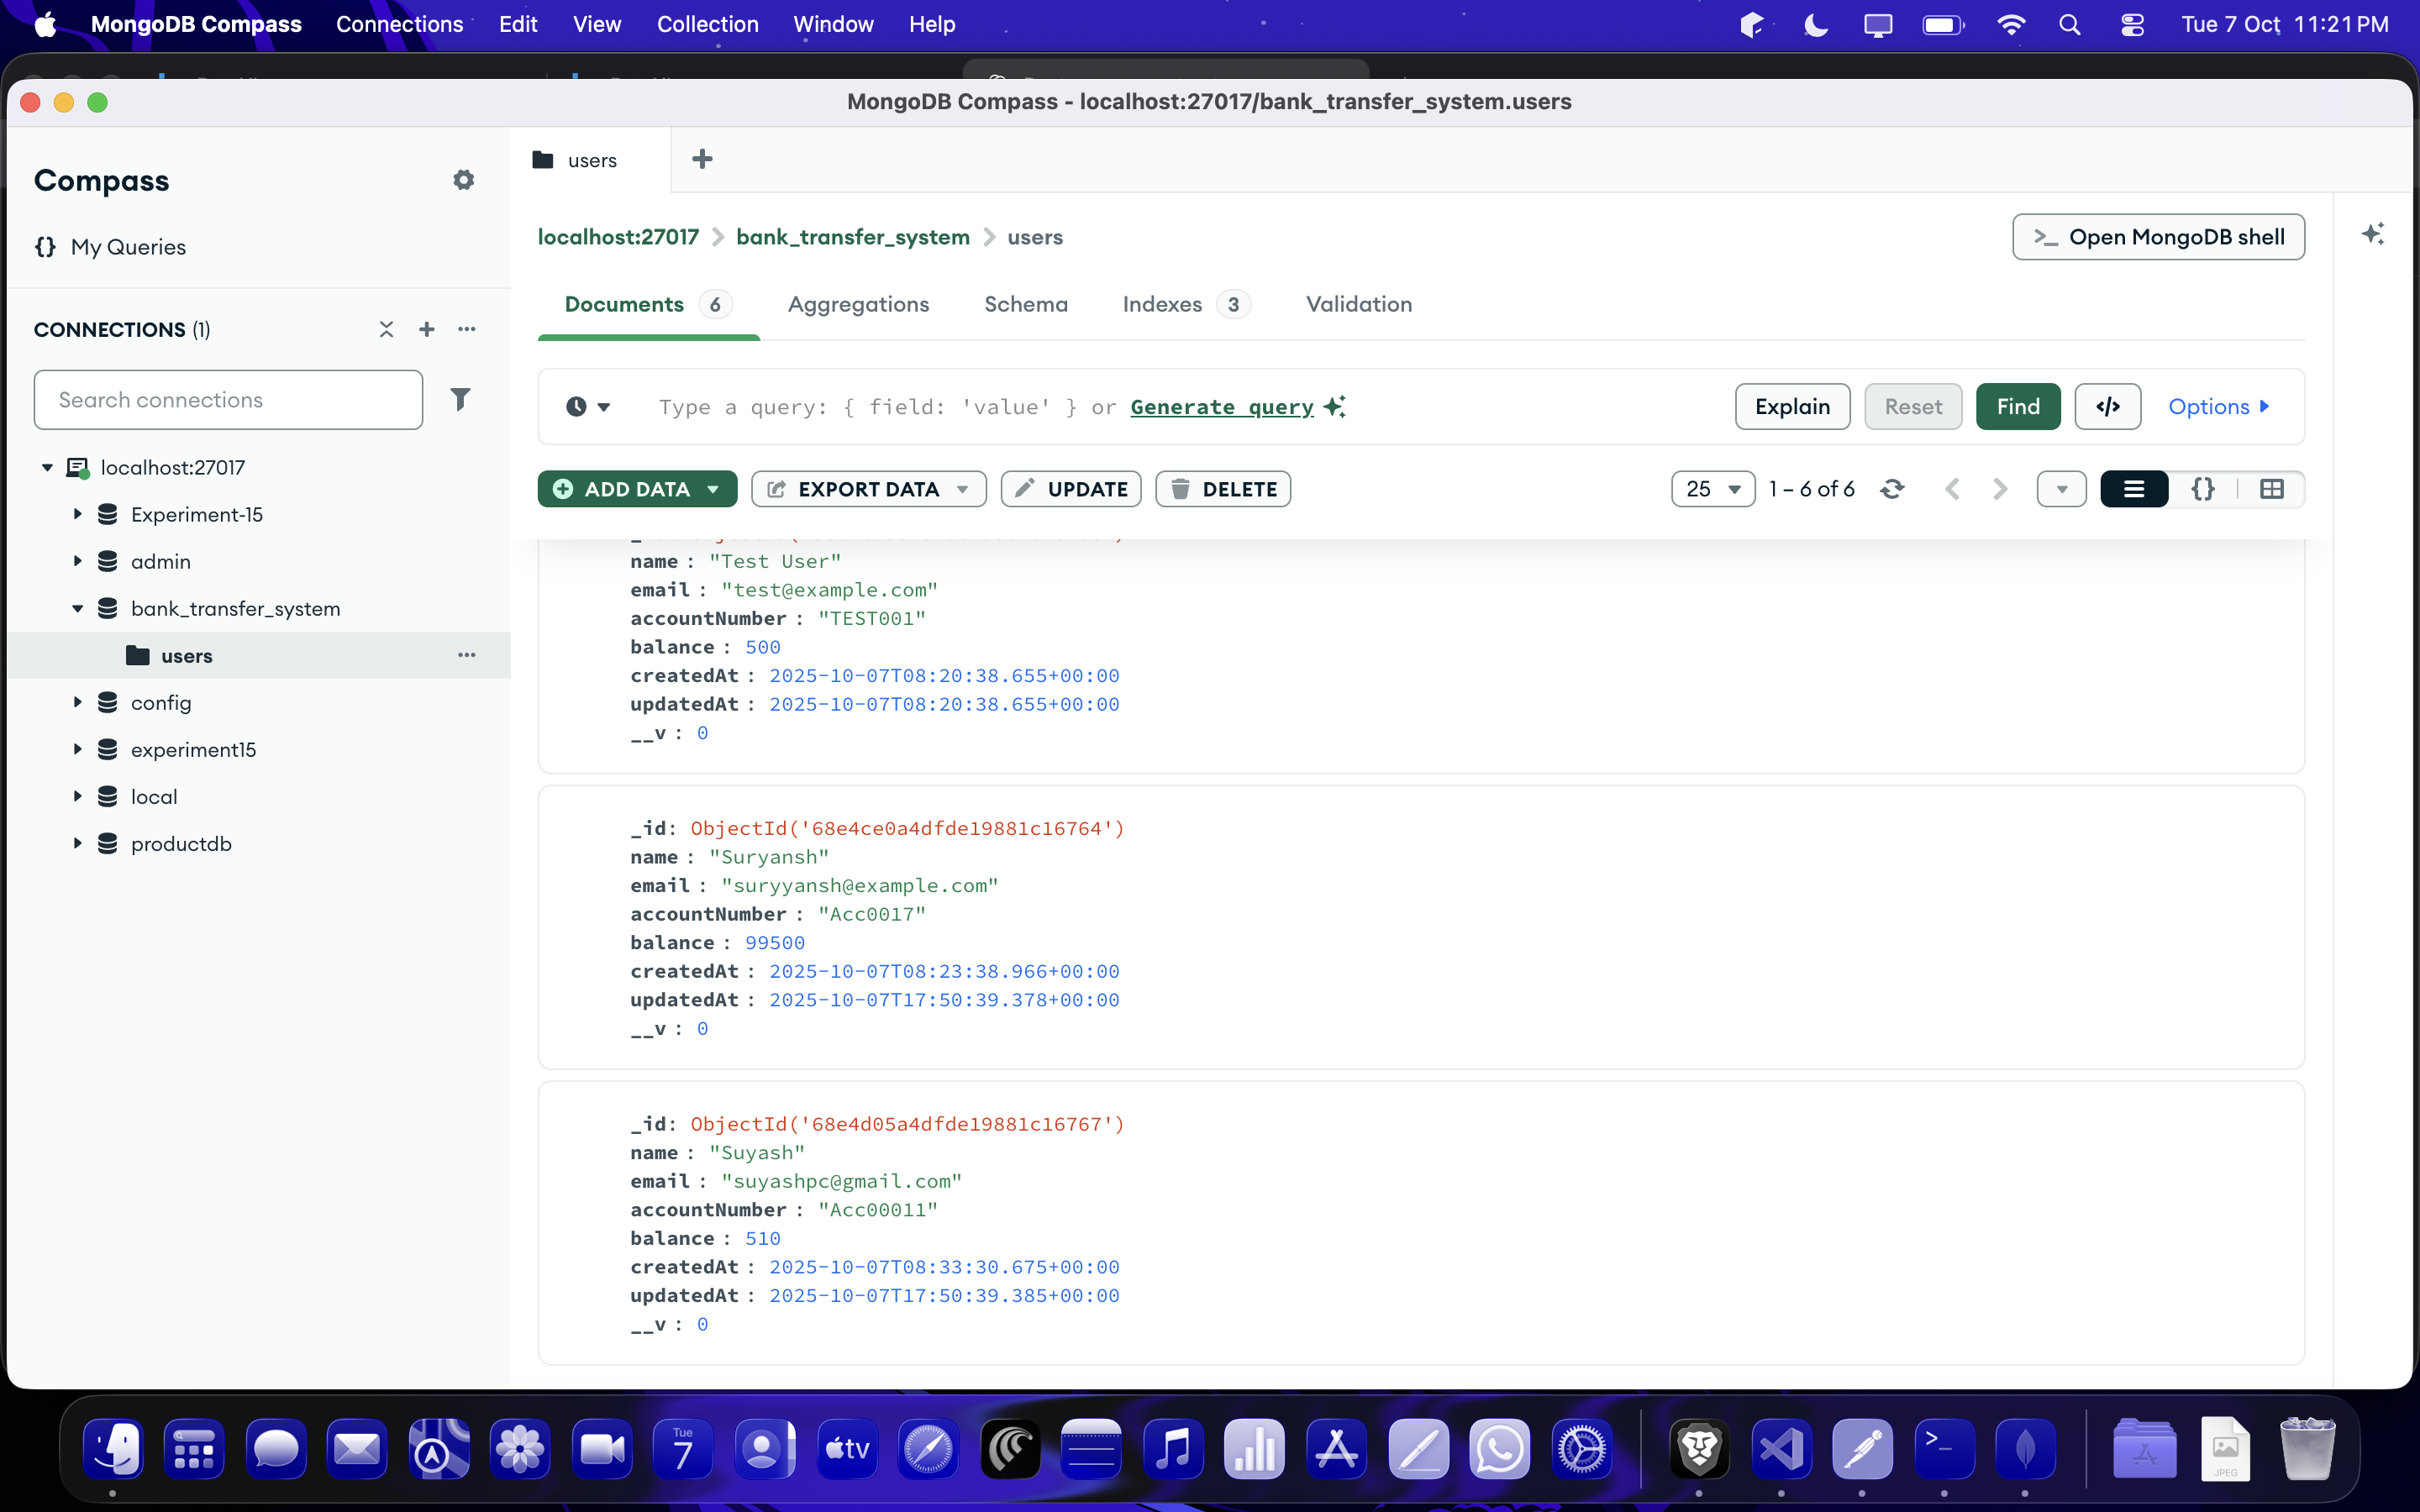 MongoDB Compass Connections Edit View Collection Window Help Tue 7 Oct 11:21 PM
MongoDB Compass - localhost:27017/bank_transfer_system.users
Compass
My Queries
CONNECTIONS (1)
Search connections
localhost:27017
Experiment-15
admin
bank_transfer_system
users
config
experiment15
local
productdb
users
localhost:27017 bank_transfer_system users
Open MongoDB shell
Documents 6 Aggregations Schema Indexes 3 Validation
Type a query: { field: 'value' } or Generate query
Explain Reset Find </> Options
ADD DATA EXPORT DATA UPDATE DELETE
25 1 – 6 of 6
name : "Test User"
email : "test@example.com"
accountNumber : "TEST001"
balance : 500
createdAt : 2025-10-07T08:20:38.655+00:00
updatedAt : 2025-10-07T08:20:38.655+00:00
__v : 0
_id: ObjectId('68e4ce0a4dfde19881c16764')
name : "Suryansh"
email : "suryyansh@example.com"
accountNumber : "Acc0017"
balance : 99500
createdAt : 2025-10-07T08:23:38.966+00:00
updatedAt : 2025-10-07T17:50:39.378+00:00
__v : 0
_id: ObjectId('68e4d05a4dfde19881c16767')
name : "Suyash"
email : "suyashpc@gmail.com"
accountNumber : "Acc00011"
balance : 510
createdAt : 2025-10-07T08:33:30.675+00:00
updatedAt : 2025-10-07T17:50:39.385+00:00
__v : 0
Tue
7
tv
JPEG